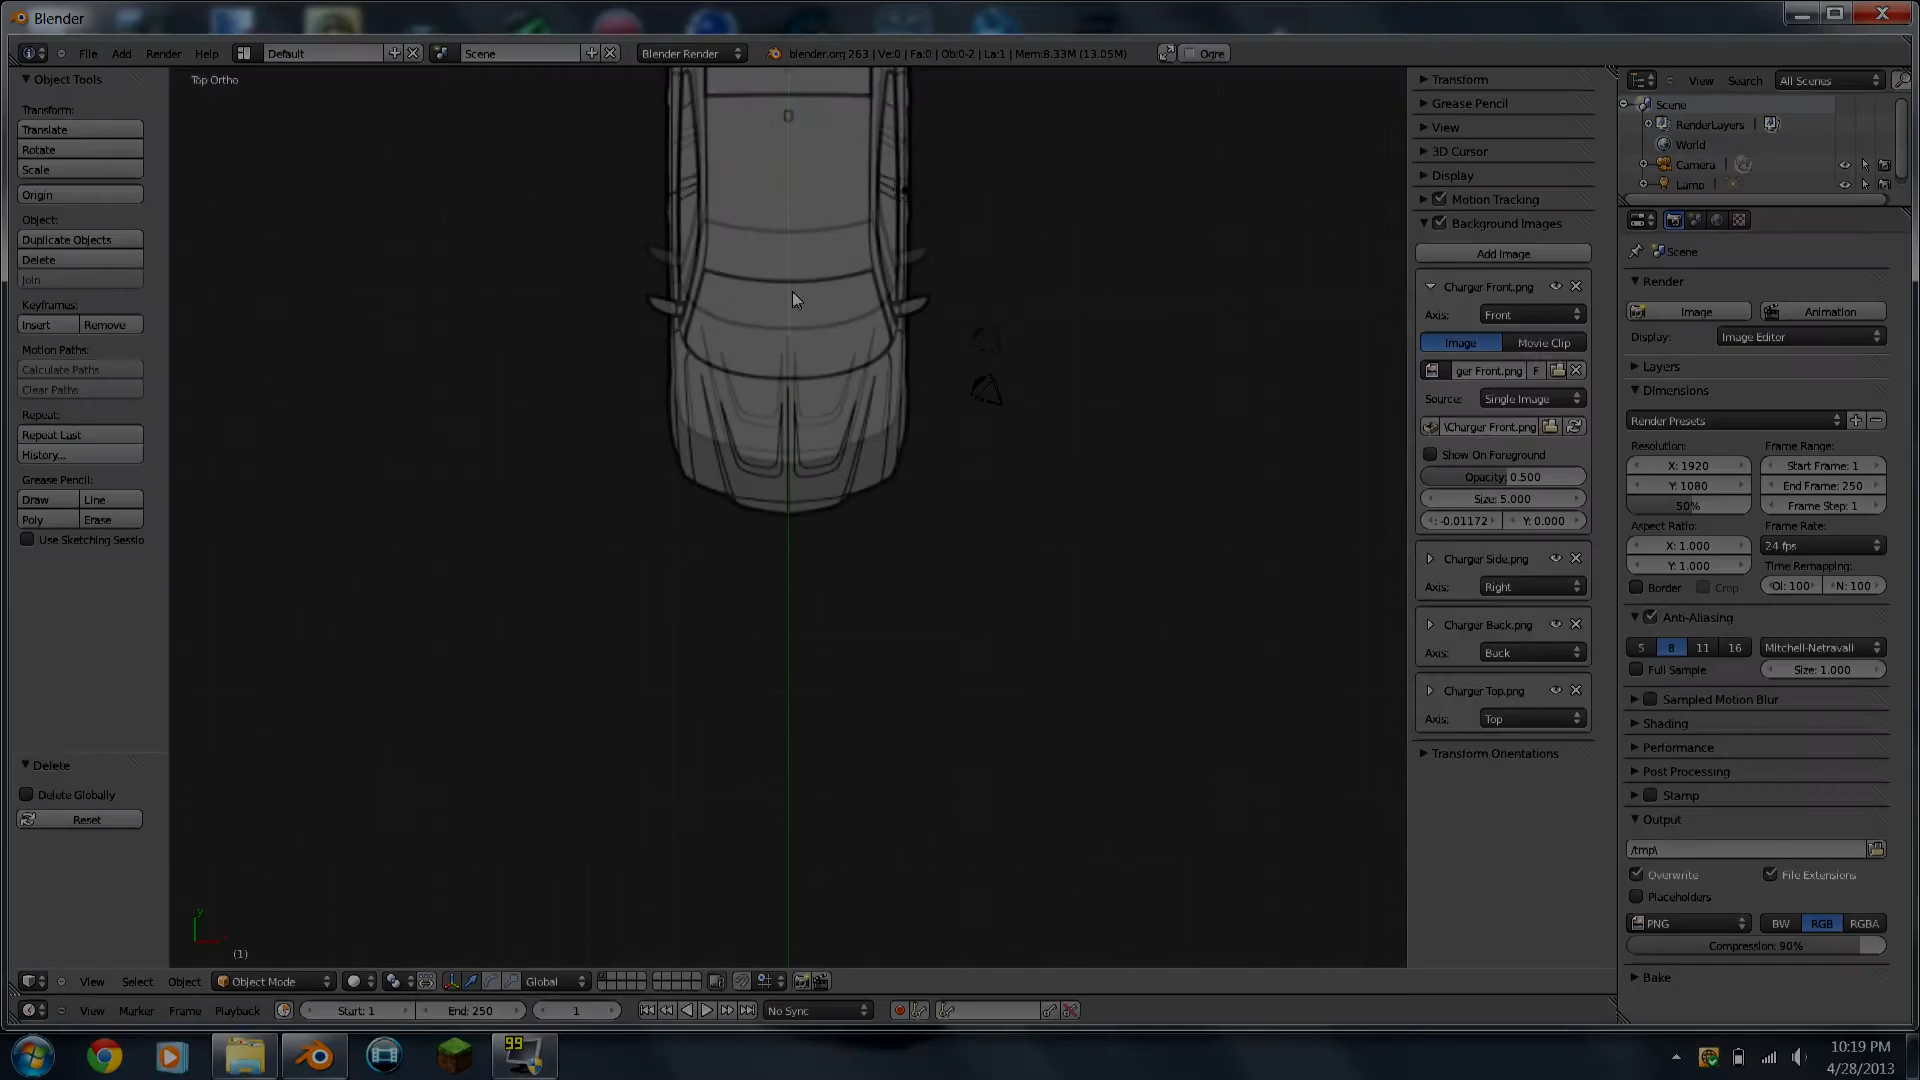 Blender
File Add Render Help Default Scene Blender Render blender.org 263 | Ve:0 | Fa:0 | Ob:0-2 | La:1 | Mem:8.33M (13.05M) Ogre
Object Tools
Transform:
Translate
Rotate
Scale
Origin
Object:
Duplicate Objects
Delete
Join
Keyframes:
Insert Remove
Motion Paths:
Calculate Paths
Clear Paths
Repeat:
Repeat Last
History...
Grease Pencil:
Draw Line
Poly Erase
Use Sketching Sessio
Delete
Delete Globally
Reset
Top Ortho
y
(1)
Transform
Grease Pencil
View
3D Cursor
Display
Motion Tracking
Background Images
Add Image
Charger Front.png
Axis: Front
Image Movie Clip
ger Front.png F
Source: Single Image
\Charger Front.png
Show On Foreground
Opacity: 0.500
Size: 5.000
: -0.01172 Y: 0.000
Charger Side.png
Axis: Right
Charger Back.png
Axis: Back
Charger Top.png
Axis: Top
Transform Orientations
View Search All Scenes
Scene
RenderLayers |
World
Camera |
Lamp |
Scene
Render
Image Animation
Display: Image Editor
Layers
Dimensions
Render Presets
Resolution: Frame Range:
X: 1920 Start Frame: 1
Y: 1080 End Frame: 250
50% Frame Step: 1
Aspect Ratio: Frame Rate:
X: 1.000 24 fps
Y: 1.000 Time Remapping:
Border Crop Ol: 100 N: 100
Anti-Aliasing
5 8 11 16 Mitchell-Netravali
Full Sample Size: 1.000
Sampled Motion Blur
Shading
Performance
Post Processing
Stamp
Output
/tmp\
Overwrite File Extensions
Placeholders
PNG BW RGB RGBA
Compression: 90%
Bake
View Select Object Object Mode Global
View Marker Frame Playback Start: 1 End: 250 1 No Sync
99
10:19 PM
4/28/2013